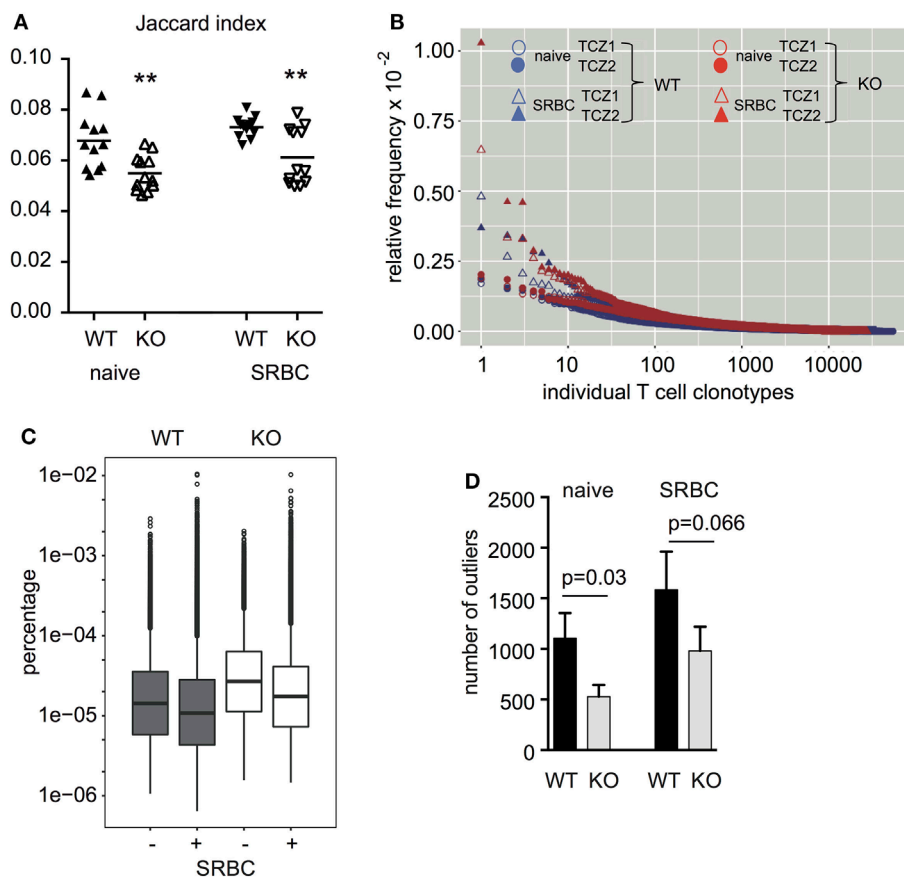 A
Jaccard index
0.10
0.08
0.06
0.04
0.02
0.00
** **
WT KO WT KO
naive SRBC
B
relative frequency x 10⁻²
1.00
0.75
0.50
0.25
0.00
naive TCZ1 TCZ2
SRBC TCZ1 TCZ2
WT
naive TCZ1 TCZ2
SRBC TCZ1 TCZ2
KO
1 10 100 1000 10000
individual T cell clonotypes
C
WT KO
percentage
1e−02
1e−03
1e−04
1e−05
1e−06
- + - +
SRBC
D
naive SRBC
number of outliers
2500
2000
1500
1000
500
0
p=0.03
p=0.066
WT KO WT KO